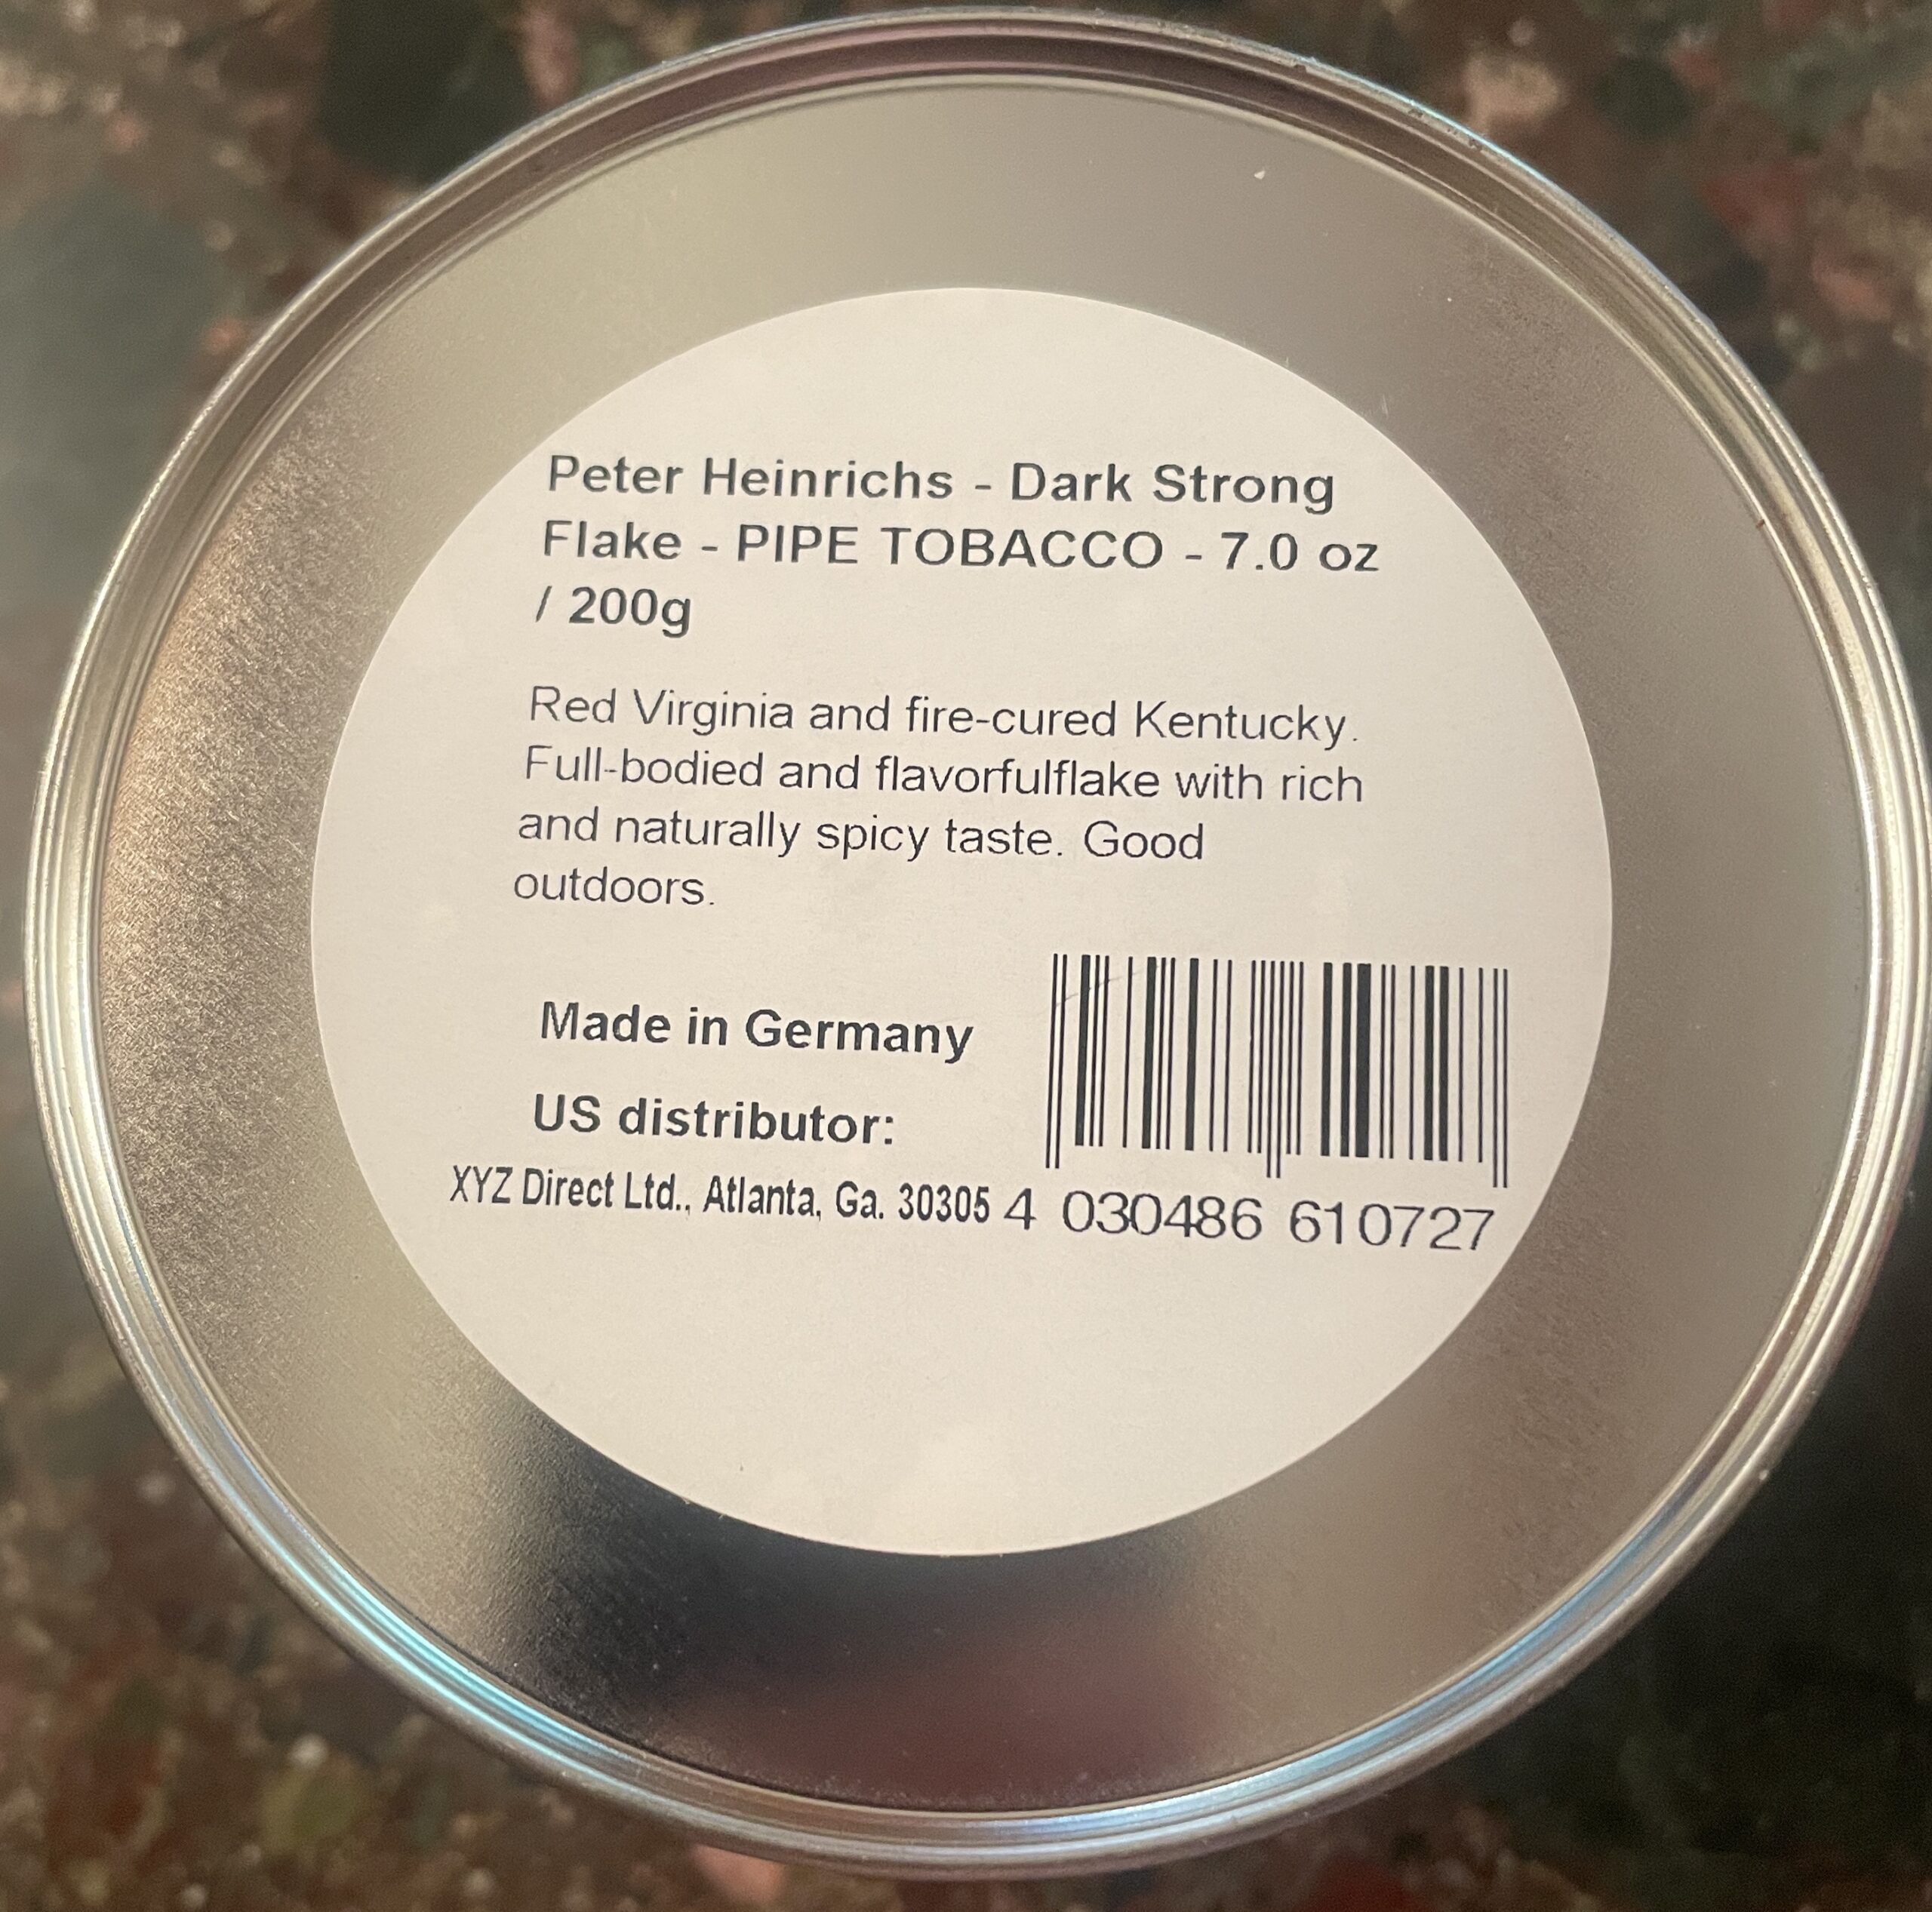 Peter Heinrichs - Dark Strong
Flake - PIPE TOBACCO - 7.0 oz
/ 200g
Red Virginia and fire-cured Kentucky.
Full-bodied and flavorfulflake with rich
and naturally spicy taste. Good
outdoors.
Made in Germany
US distributor:
XYZ Direct Ltd., Atlanta, Ga. 30305
4 030486 610727